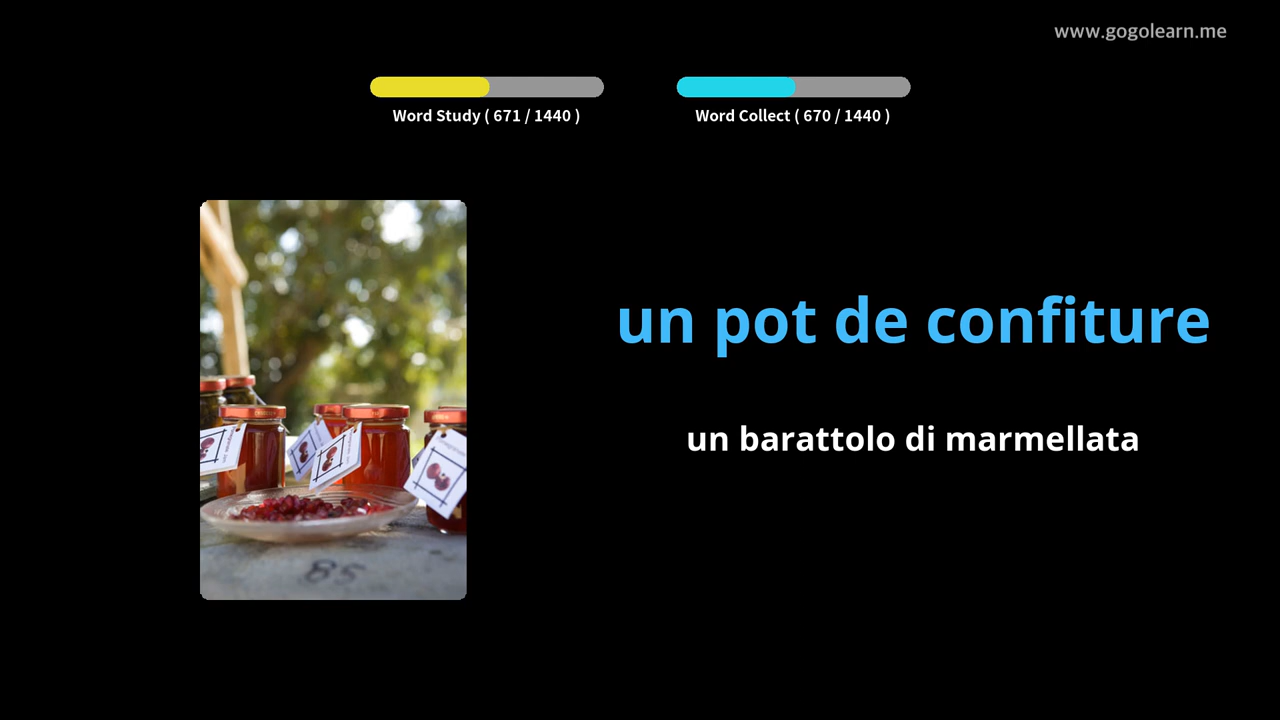 www.gogolearn.me
Word Study ( 671 / 1440 )
Word Collect ( 670 / 1440 )
un pot de confiture
un barattolo di marmellata
85